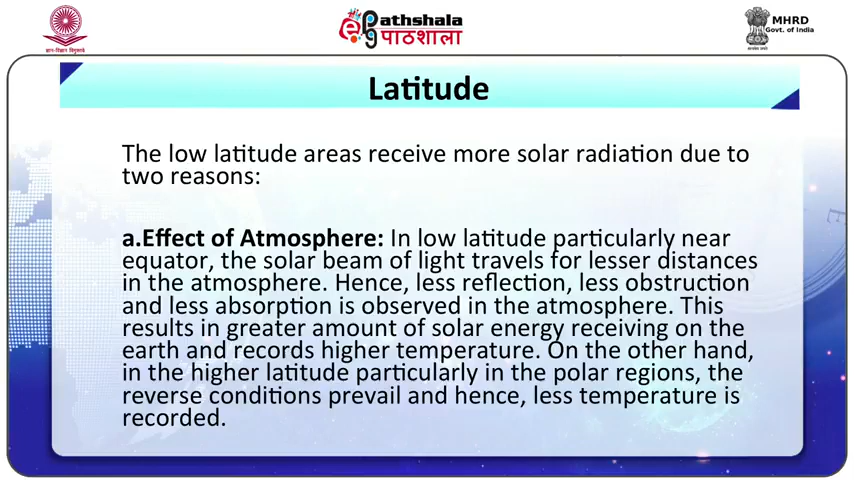 ज्ञान-विज्ञान विमुक्तये
epathshala
पाठशाला
MHRD
Govt. of India
Latitude
The low latitude areas receive more solar radiation due to
two reasons:
a.Effect of Atmosphere: In low latitude particularly near
equator, the solar beam of light travels for lesser distances
in the atmosphere. Hence, less reflection, less obstruction
and less absorption is observed in the atmosphere. This
results in greater amount of solar energy receiving on the
earth and records higher temperature. On the other hand,
in the higher latitude particularly in the polar regions, the
reverse conditions prevail and hence, less temperature is
recorded.